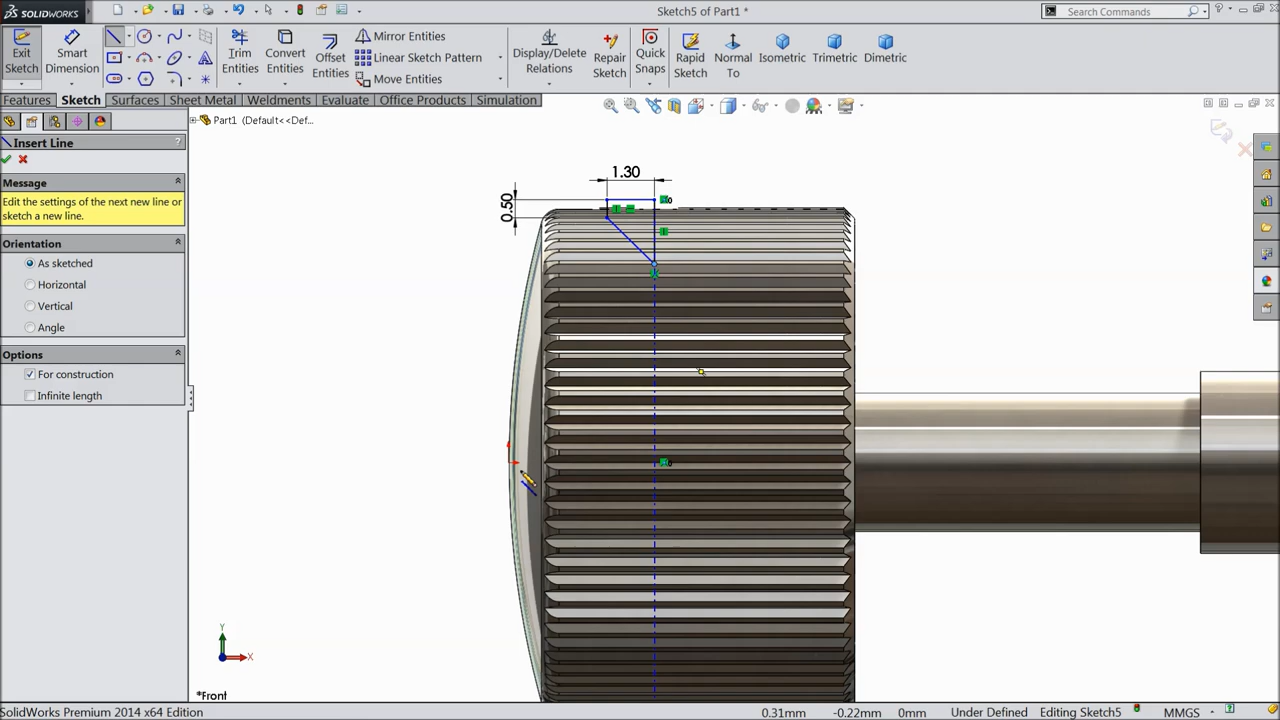 SOLIDWORKS
Sketch5 of Part1 *
Search Commands
Exit Sketch
Smart Dimension
Trim Entities
Convert Entities
Offset Entities
Mirror Entities
Linear Sketch Pattern
Move Entities
Display/Delete Relations
Repair Sketch
Quick Snaps
Rapid Sketch
Normal To
Isometric
Trimetric
Dimetric
Features
Sketch
Surfaces
Sheet Metal
Weldments
Evaluate
Office Products
Simulation
Part1 (Default<<Def...
Insert Line
Message
Edit the settings of the next new line or
sketch a new line.
Orientation
As sketched
Horizontal
Vertical
Angle
Options
For construction
Infinite length
1.30
0.50
Y
X
*Front
SolidWorks Premium 2014 x64 Edition
0.31mm
-0.22mm
0mm
Under Defined
Editing Sketch5
MMGS